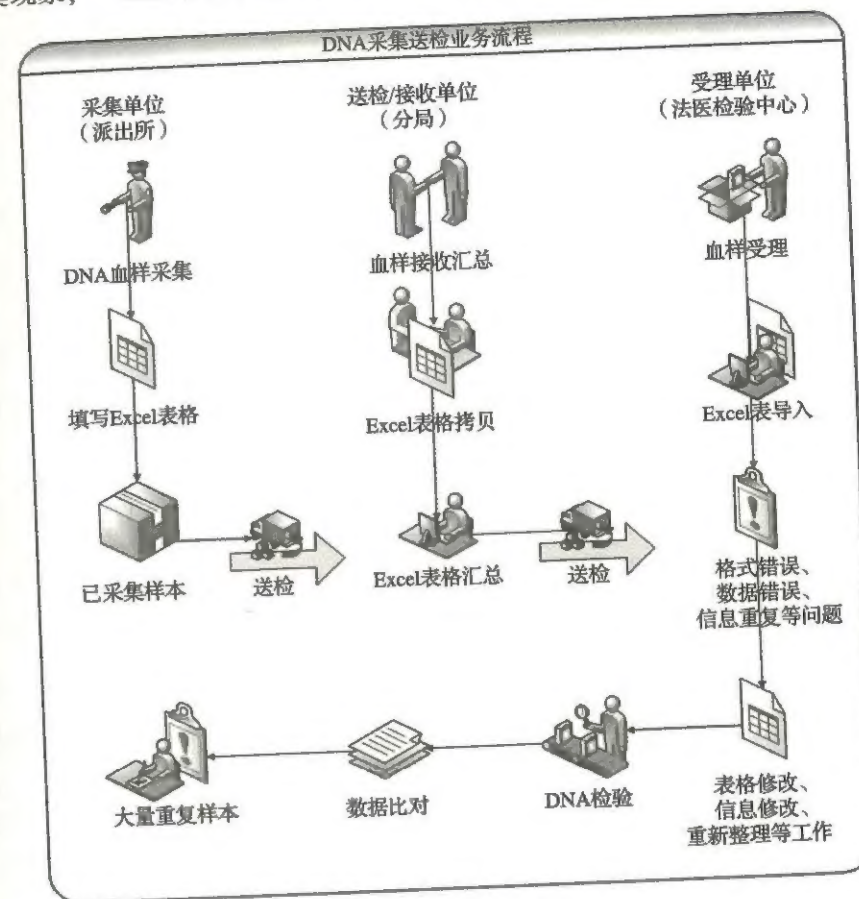 DNA采集送检业务流程
采集单位
（派出所）
送检/接收单位
（分局）
受理单位
（法医检验中心）
DNA血样采集
血样接收汇总
血样受理
填写Excel表格
Excel表格拷贝
Excel表导入
已采集样本
送检
Excel表格汇总
送检
格式错误、
数据错误、
信息重复等问题
大量重复样本
数据比对
DNA检验
表格修改、
信息修改、
重新整理等工作